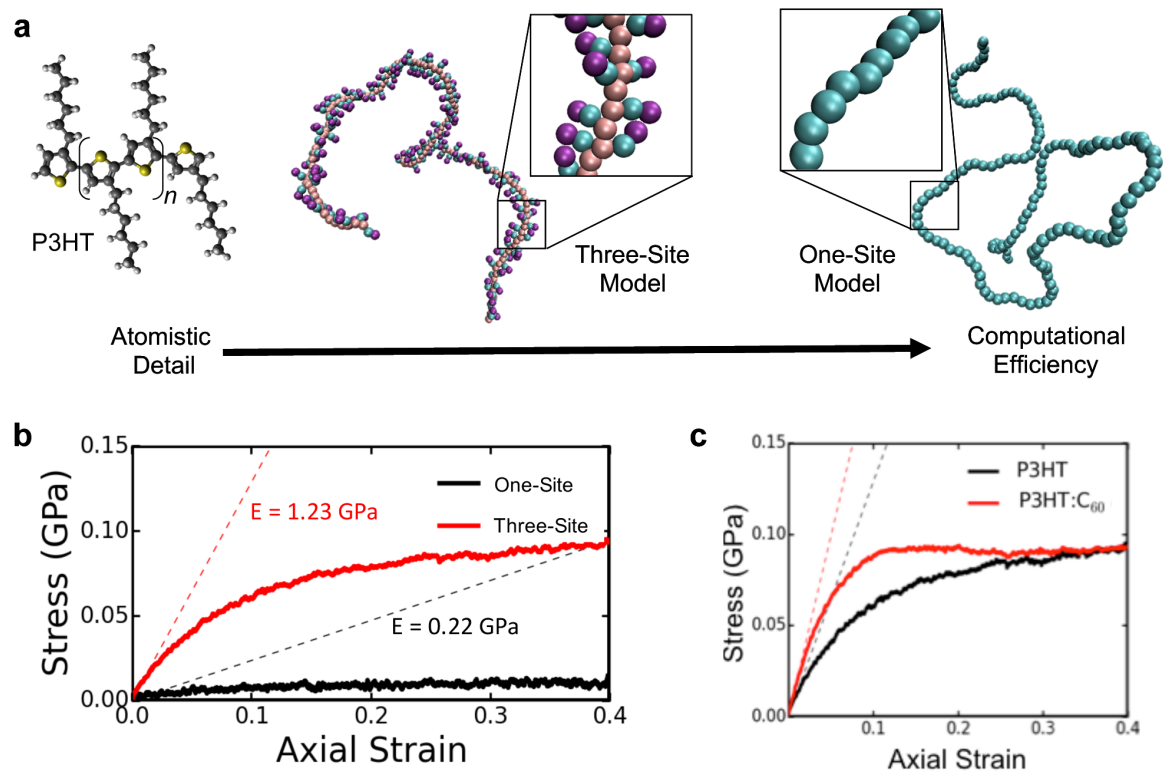 a
P3HT
n
Three-Site
Model
One-Site
Model
Atomistic
Detail
Computational
Efficiency
b
0.15
0.10
0.05
0.00
Stress (GPa)
E = 1.23 GPa
E = 0.22 GPa
One-Site
Three-Site
0.0 0.1 0.2 0.3 0.4
Axial Strain
c
0.15
0.10
0.05
0.00
Stress (GPa)
P3HT
P3HT:C₆₀
0.1 0.2 0.3 0.4
Axial Strain